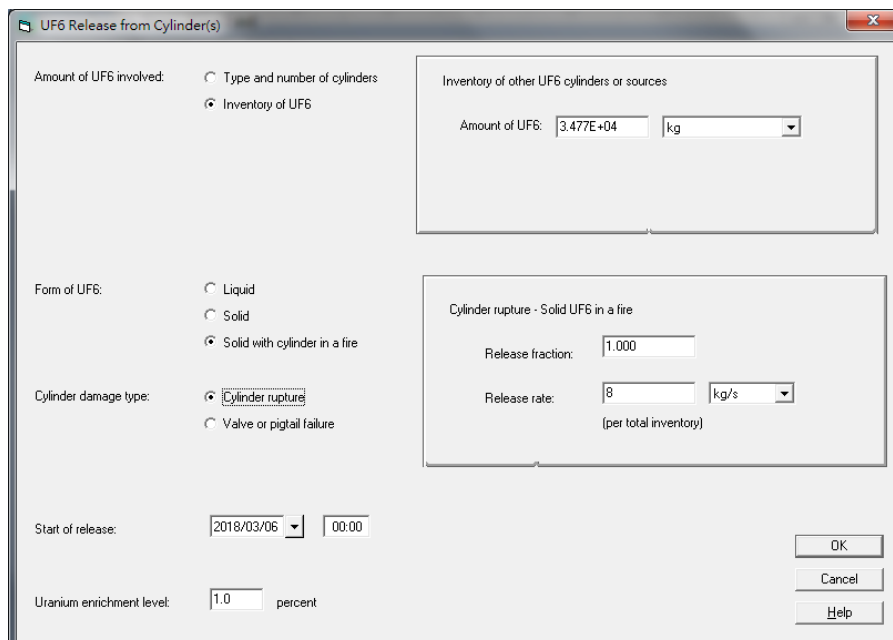 UF6 Release from Cylinder(s)
Amount of UF6 involved:
Type and number of cylinders
Inventory of UF6
Inventory of other UF6 cylinders or sources
Amount of UF6: 3.477E+04 kg
Form of UF6:
Liquid
Solid
Solid with cylinder in a fire
Cylinder rupture - Solid UF6 in a fire
Release fraction: 1.000
Release rate: 8 kg/s
(per total inventory)
Cylinder damage type:
Cylinder rupture
Valve or pigtail failure
Start of release: 2018/03/06 00:00
Uranium enrichment level: 1.0 percent
OK
Cancel
Help